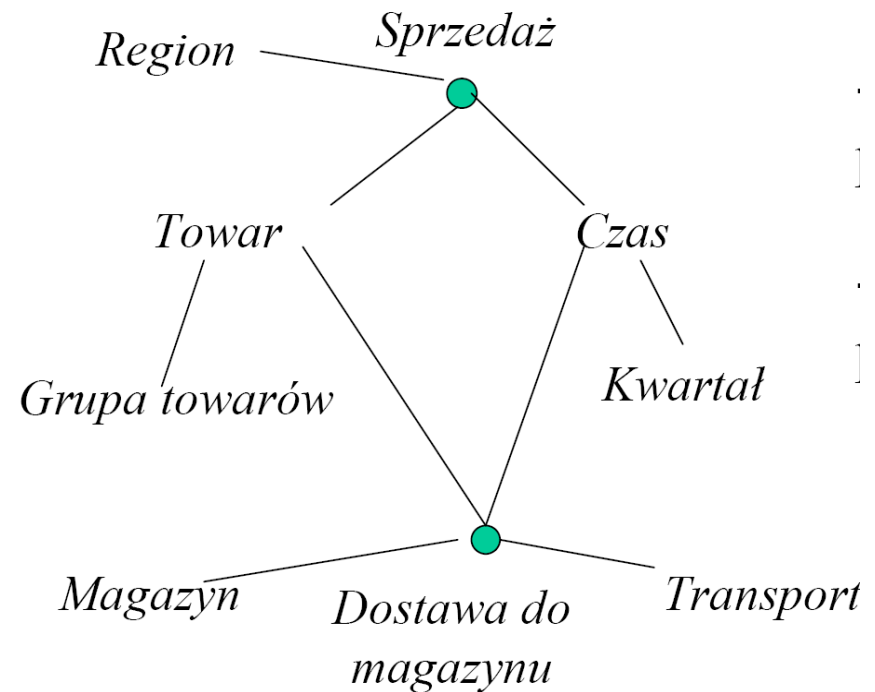 Sprzedaż
Region
Towar
Czas
Grupa towarów
Kwartał
Magazyn
Dostawa do
magazynu
Transport